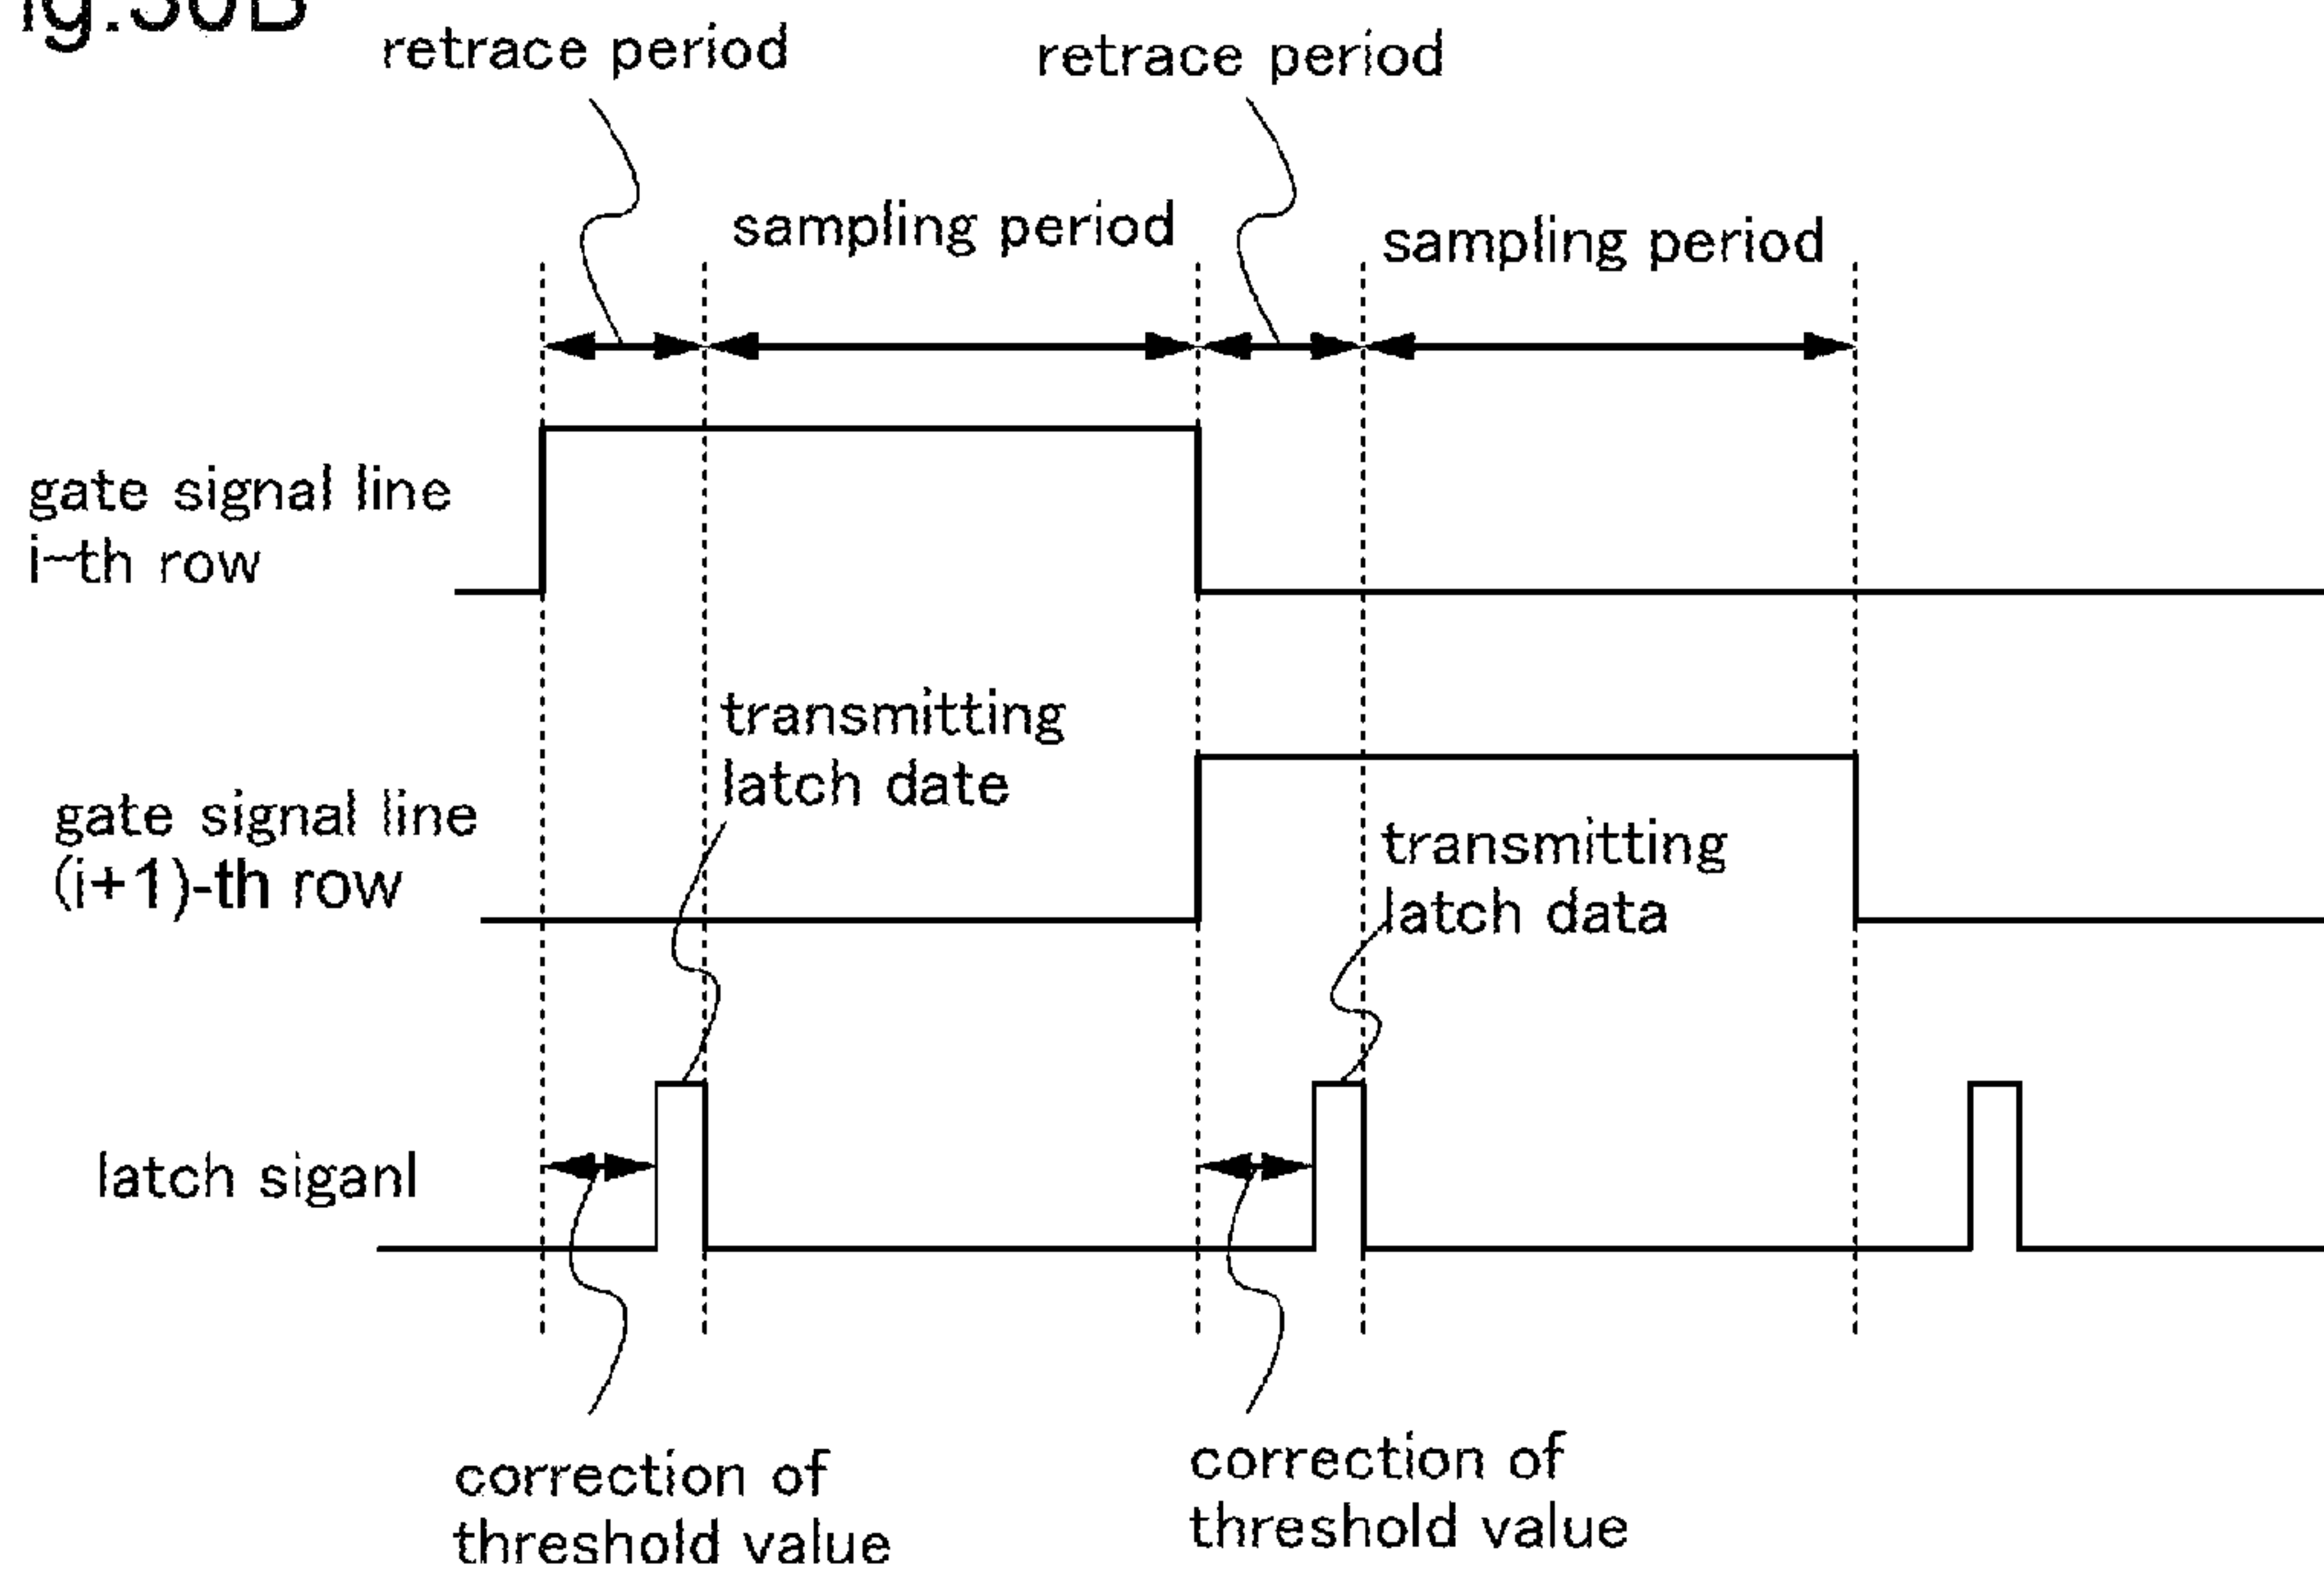 ig.30B
retrace period
retrace period
sampling period
sampling period
gate signal line
i-th row
transmitting
latch date
gate signal line
(i+1)-th row
transmitting
latch data
latch siganl
correction of
threshold value
correction of
threshold value